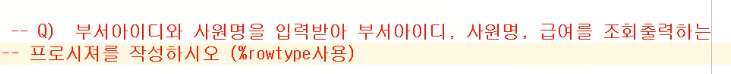 -- Q)  부서아이디와 사원명을 입력받아 부서아이디, 사원명, 급여를 조회출력하는
-- 프로시져를 작성하시오 (%rowtype사용)